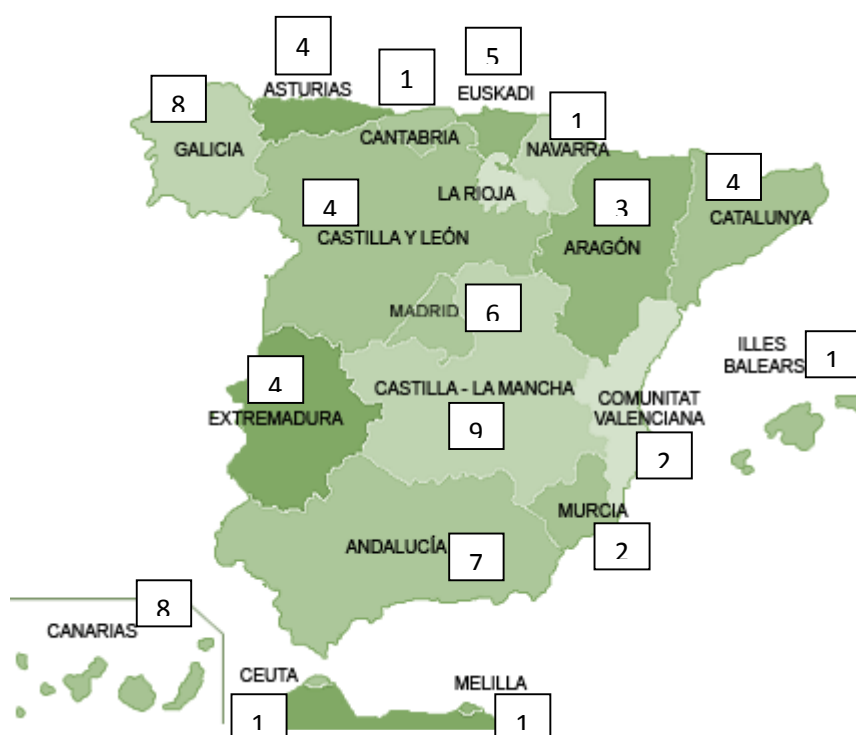 4
ASTURIAS
1
5
EUSKADI
8
GALICIA
CANTABRIA
1
NAVARRA
LA RIOJA
4
CASTILLA Y LEÓN
3
ARAGÓN
4
CATALUNYA
MADRID
6
ILLES
BALEARS
1
4
EXTREMADURA
CASTILLA - LA MANCHA
9
COMUNITAT
VALENCIANA
2
MURCIA
2
ANDALUCÍA
7
8
CANARIAS
CEUTA
1
MELILLA
1